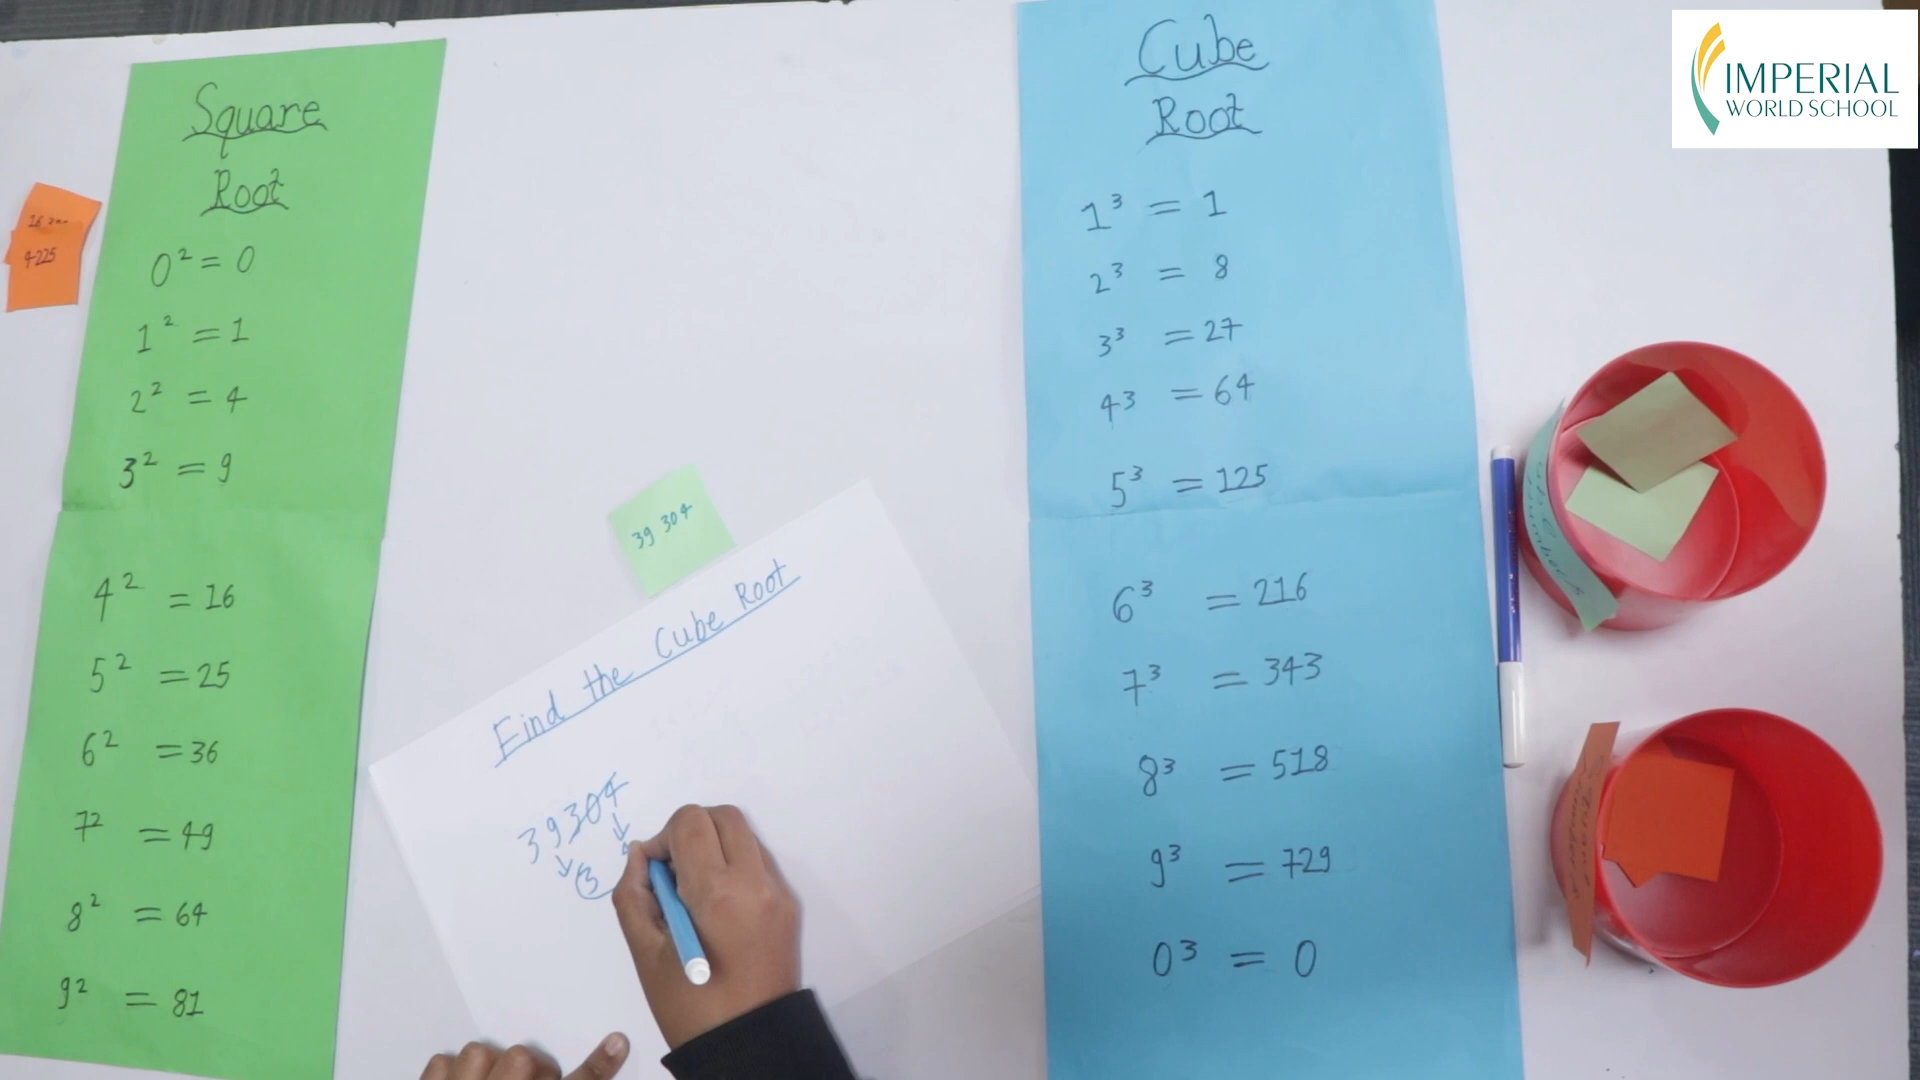 Square
Root
0² = 0
1² = 1
2² = 4
3² = 9
4² = 16
5² = 25
6² = 36
7² = 49
8² = 64
9² = 81
4225
39 304
Find the Cube Root
39304
3
Cube
Root
1³ = 1
2³ = 8
3³ = 27
4³ = 64
5³ = 125
6³ = 216
7³ = 343
8³ = 518
9³ = 729
0³ = 0
IMPERIAL
WORLD SCHOOL